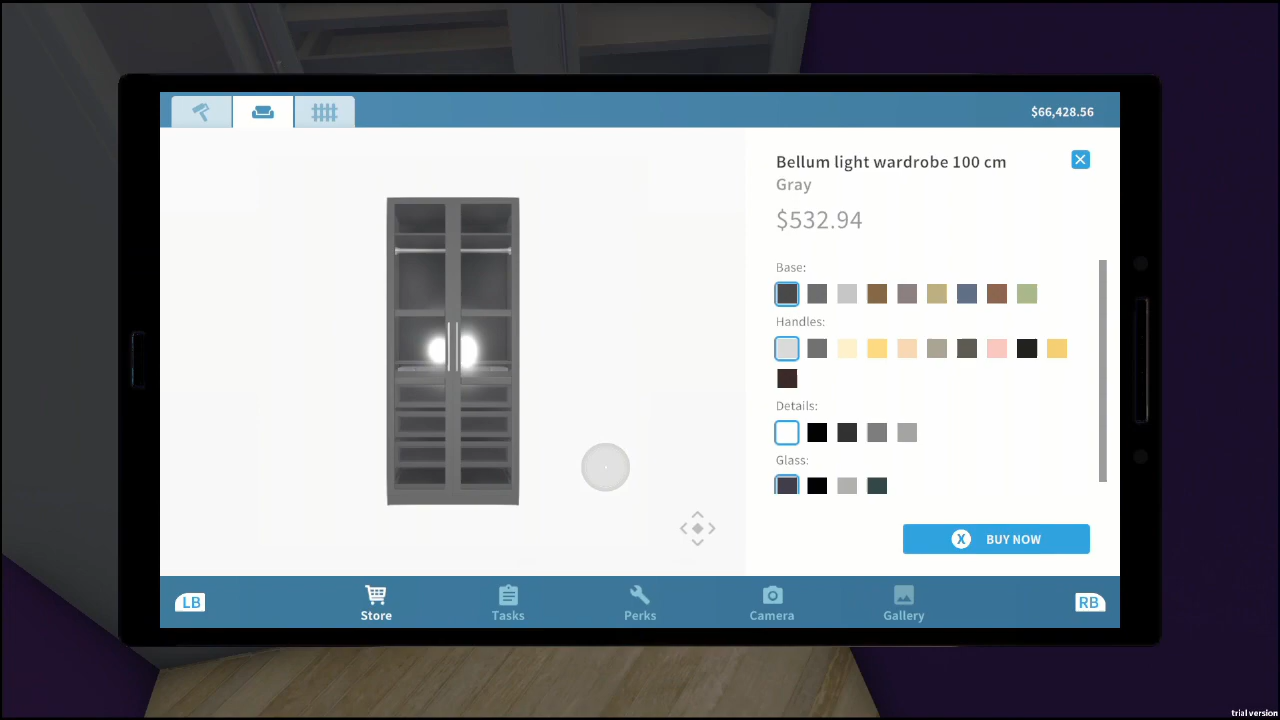 $66,428.56
Bellum light wardrobe 100 cm
Gray
$532.94
Base:
Handles:
Details:
Glass:
X BUY NOW
LB
Store
Tasks
Perks
Camera
Gallery
RB
trial version